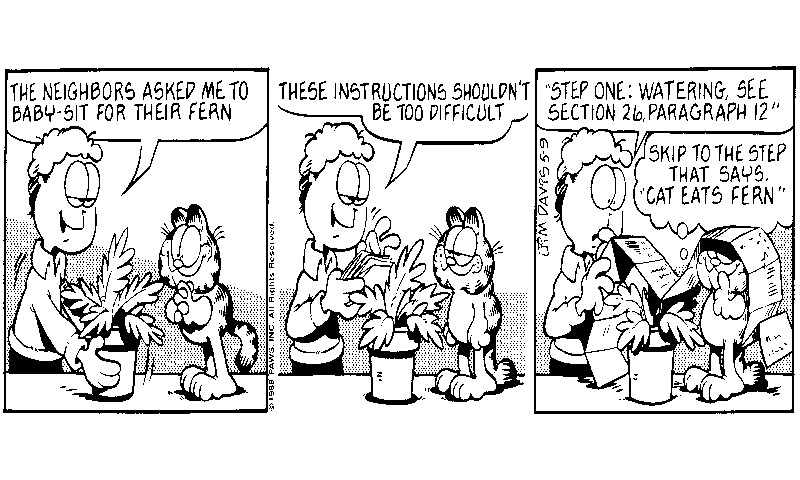 THE NEIGHBORS ASKED ME TO
BABY-SIT FOR THEIR FERN
THESE INSTRUCTIONS SHOULDN'T
BE TOO DIFFICULT
"STEP ONE: WATERING, SEE
SECTION 26, PARAGRAPH 12"
SKIP TO THE STEP
THAT SAYS,
"CAT EATS FERN"
JIM DAVIS 5-9
© 1988 PAWS, INC. All Rights Reserved.